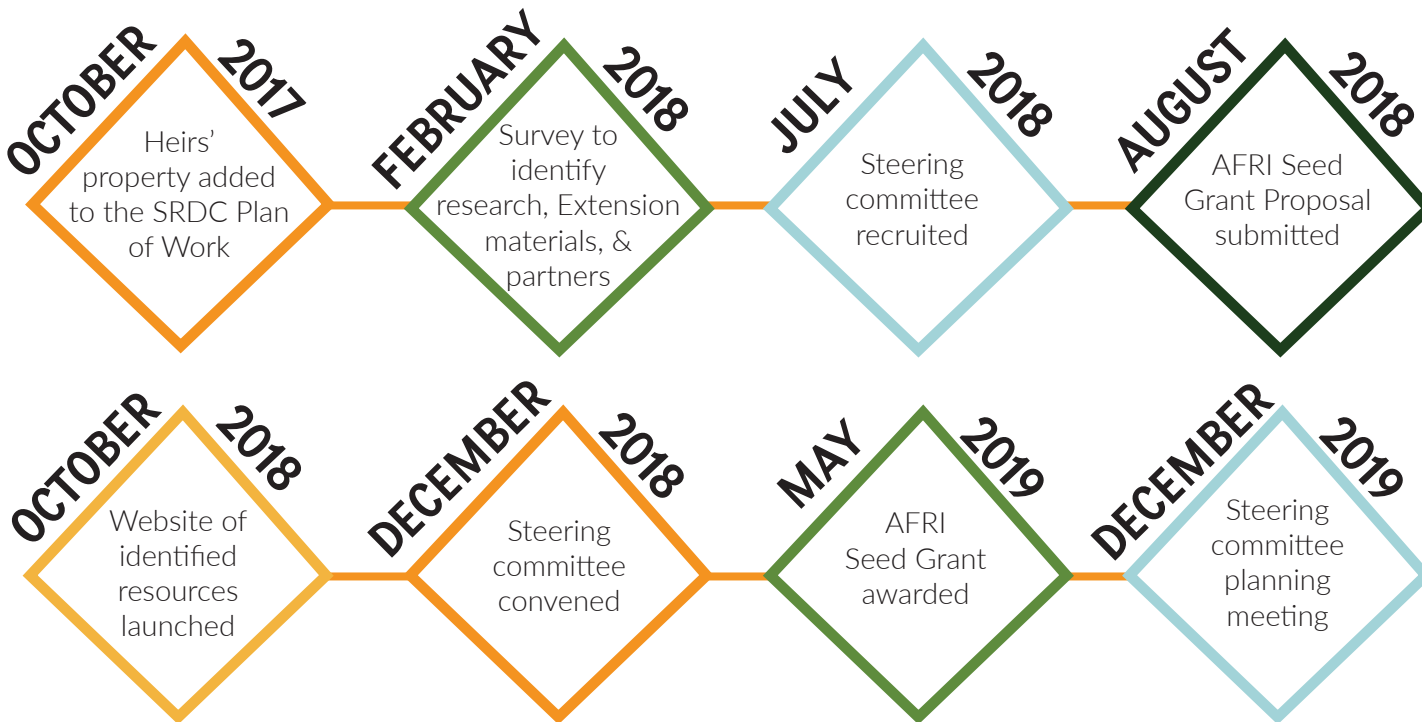 OCTOBER 2017
Heirs'
property added
to the SRDC Plan
of Work
FEBRUARY 2018
Survey to
identify
research, Extension
materials, &
partners
JULY 2018
Steering
committee
recruited
AUGUST 2018
AFRI Seed
Grant Proposal
submitted
OCTOBER 2018
Website of
identified
resources
launched
DECEMBER 2018
Steering
committee
convened
MAY 2019
AFRI
Seed Grant
awarded
DECEMBER 2019
Steering
committee
planning
meeting